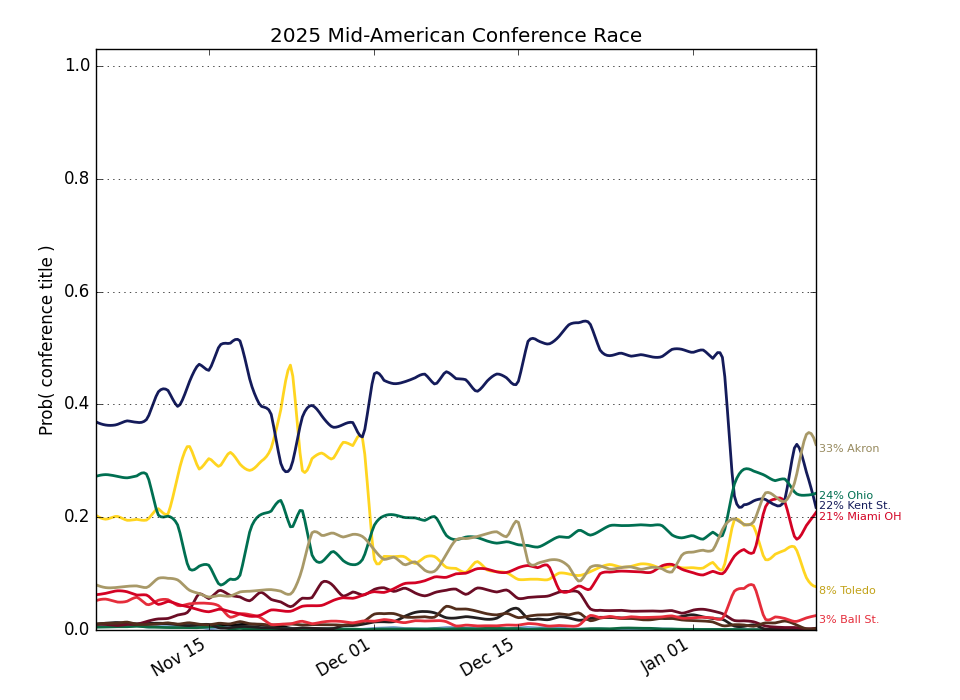 2025 Mid-American Conference Race
Prob( conference title )
1.0
0.8
0.6
0.4
0.2
0.0
33% Akron
24% Ohio
22% Kent St.
21% Miami OH
8% Toledo
3% Ball St.
Nov 15
Dec 01
Dec 15
Jan 01